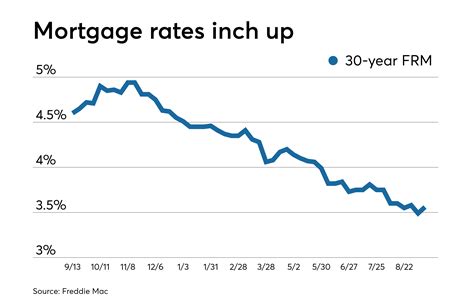 Mortgage rates inch up
30-year FRM
5%
4.5%
4%
3.5%
3%
9/13 10/11 11/8 12/6 1/3 1/31 2/28 3/28 5/2 5/30 6/27 7/25 8/22
Source: Freddie Mac